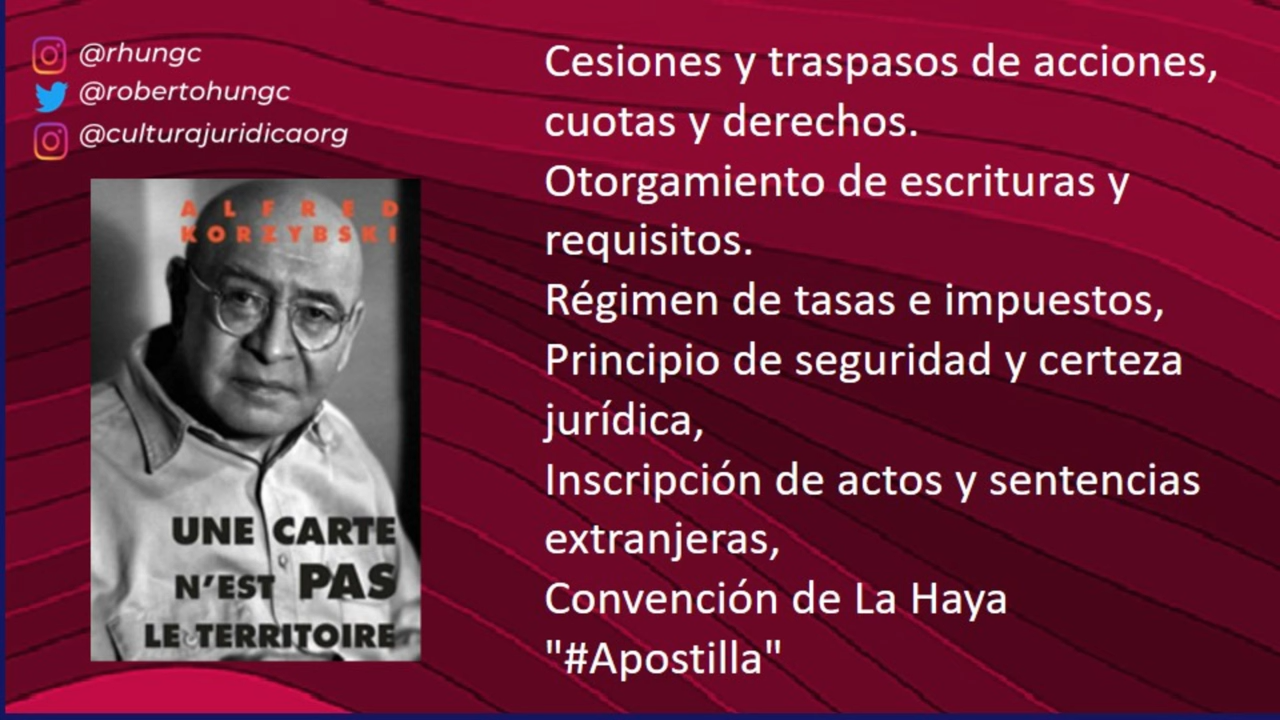 @rhungc
@robertohungc
@culturajuridicaorg
ALFRED
KORZYBSKI
UNE CARTE
N'EST PAS
LE TERRITOIRE
Cesiones y traspasos de acciones,
cuotas y derechos.
Otorgamiento de escrituras y
requisitos.
Régimen de tasas e impuestos,
Principio de seguridad y certeza
jurídica,
Inscripción de actos y sentencias
extranjeras,
Convención de La Haya
"#Apostilla"